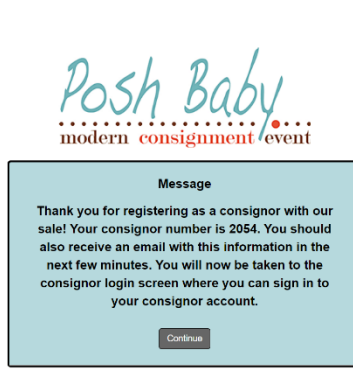 Posh Baby
modern consignment event
Message
Thank you for registering as a consignor with our
sale! Your consignor number is 2054. You should
also receive an email with this information in the
next few minutes. You will now be taken to the
consignor login screen where you can sign in to
your consignor account.
Continue